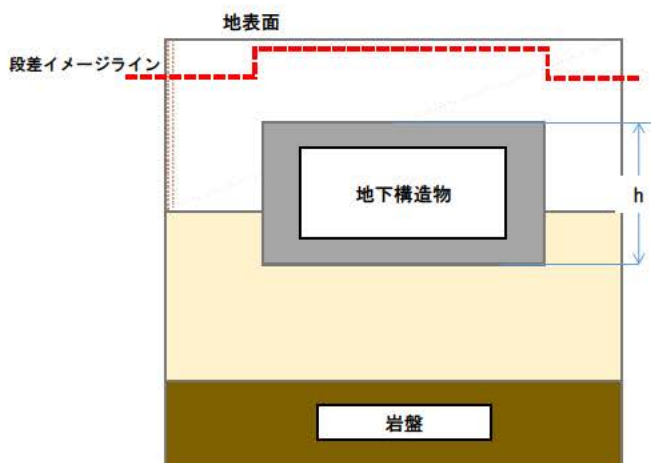 地表面
段差イメージライン
地下構造物
h
岩盤